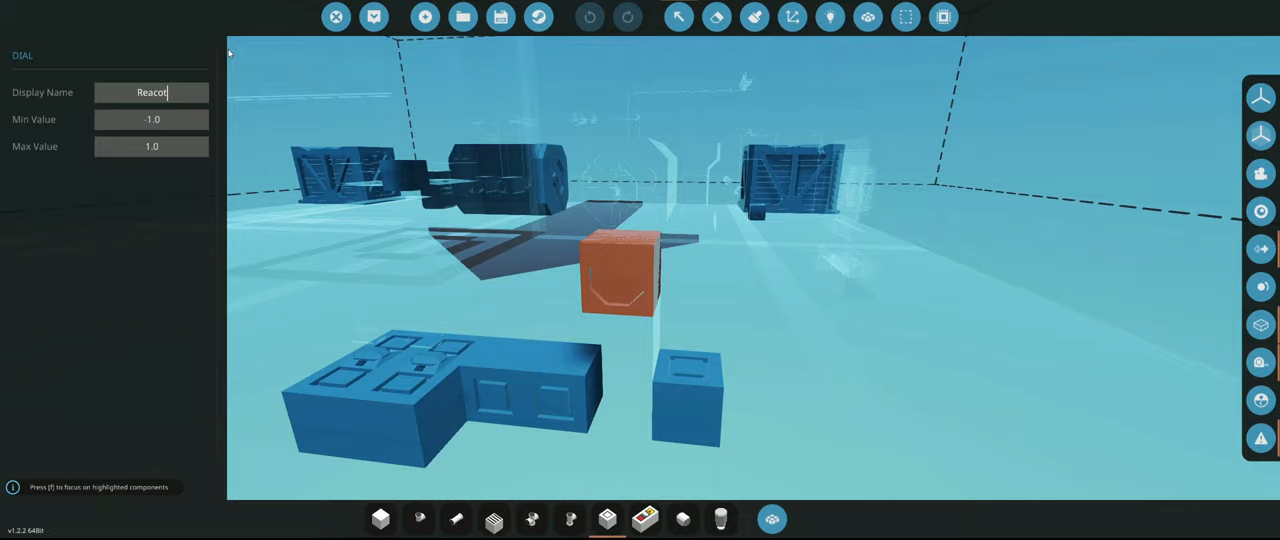 DIAL
Display Name Reacot
Min Value -1.0
Max Value 1.0
Press [f] to focus on highlighted components
v1.2.2 64Bit